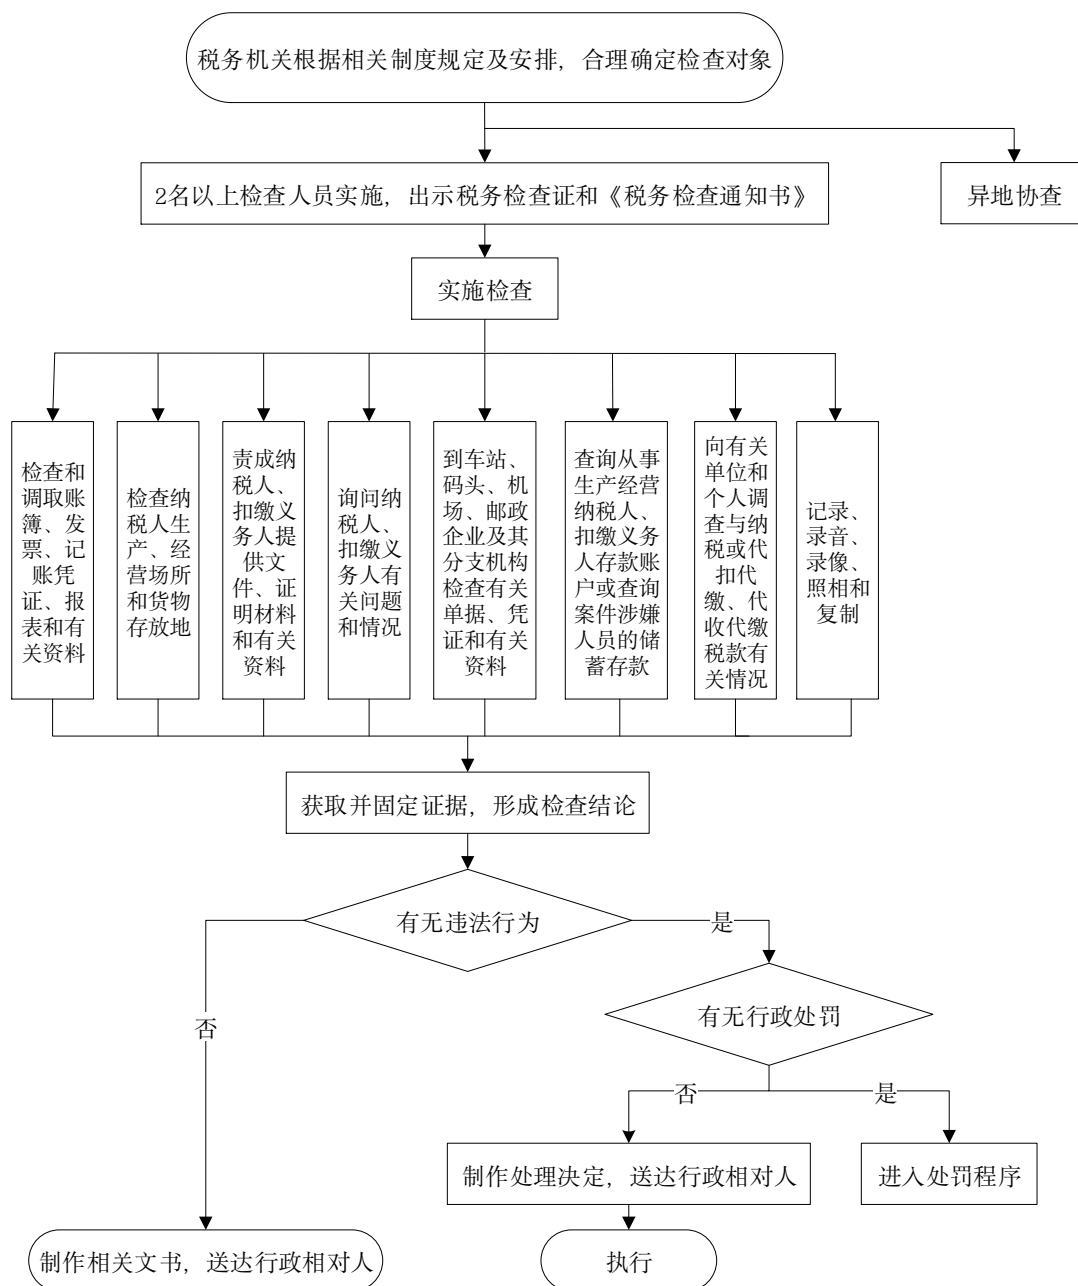 税务机关根据相关制度规定及安排，合理确定检查对象
2名以上检查人员实施，出示税务检查证和《税务检查通知书》
异地协查
实施检查
检查和
调取账
簿、发
票、记
账凭
证、报
表和有
关资料
检查纳
税人生
产、经
营场所
和货物
存放地
责成纳
税人、
扣缴义
务人提
供文
件、证
明材料
和有关
资料
询问纳
税人、
扣缴义
务人有
关问题
和情况
到车站、
码头、机
场、邮政
企业及其
分支机构
检查有关
单据、凭
证和有关
资料
查询从事
生产经营
纳税人、
扣缴义务
人存款账
户或查询
案件涉嫌
人员的储
蓄存款
向有关
单位和
个人调
查与纳
税或代
扣代
缴、代
收代缴
税款有
关情况
记录、
录音、
录像、
照相和
复制
获取并固定证据，形成检查结论
有无违法行为
是
有无行政处罚
否
否
是
制作处理决定，送达行政相对人
进入处罚程序
制作相关文书，送达行政相对人
执行